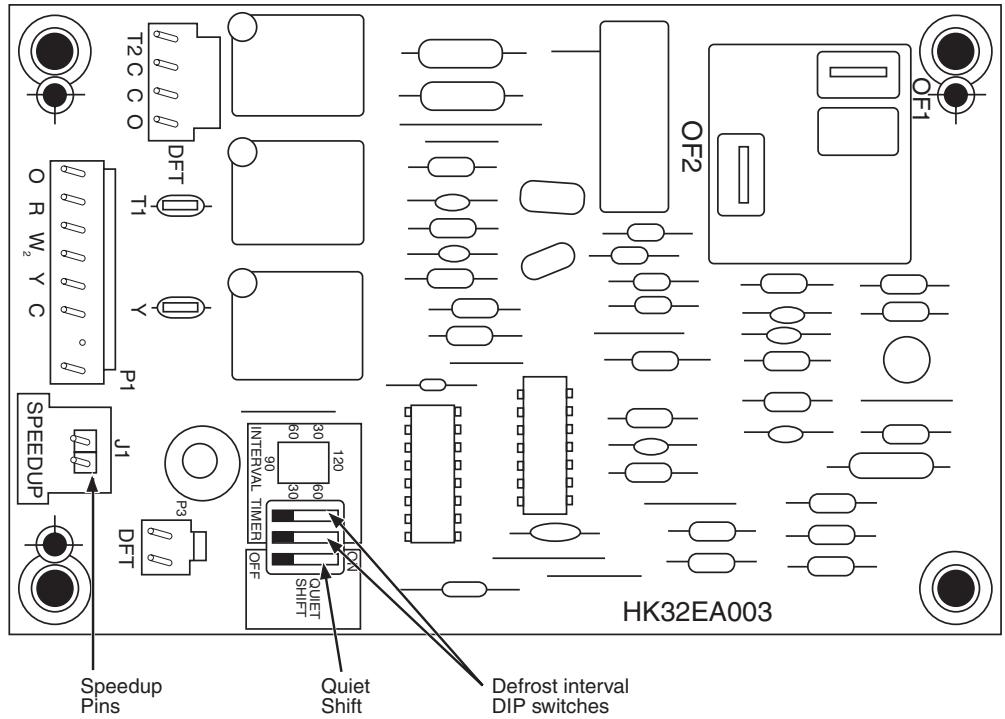 T2 C C O
DFT
O R W2 Y C
T1
Y
P1
SPEEDUP
J1
DFT
P3
OF2
OF1
INTERVAL TIMER
60 30
90 120
30 60
OFF
ON
QUIET
SHIFT
HK32EA003
Speedup
Pins
Quiet
Shift
Defrost interval
DIP switches